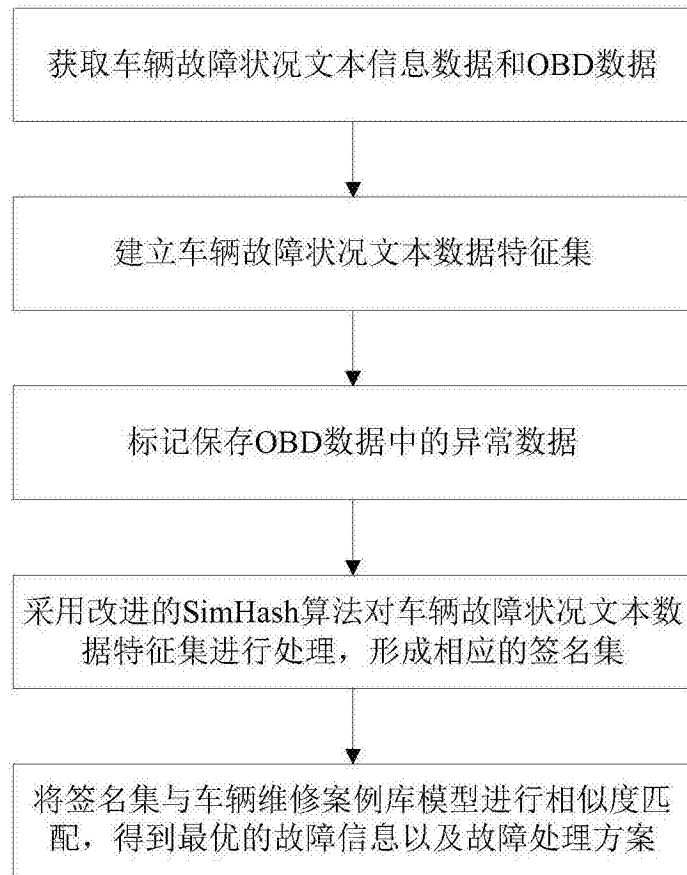 获取车辆故障状况文本信息数据和OBD数据
建立车辆故障状况文本数据特征集
标记保存OBD数据中的异常数据
采用改进的SimHash算法对车辆故障状况文本数
据特征集进行处理，形成相应的签名集
将签名集与车辆维修案例库模型进行相似度匹
配，得到最优的故障信息以及故障处理方案